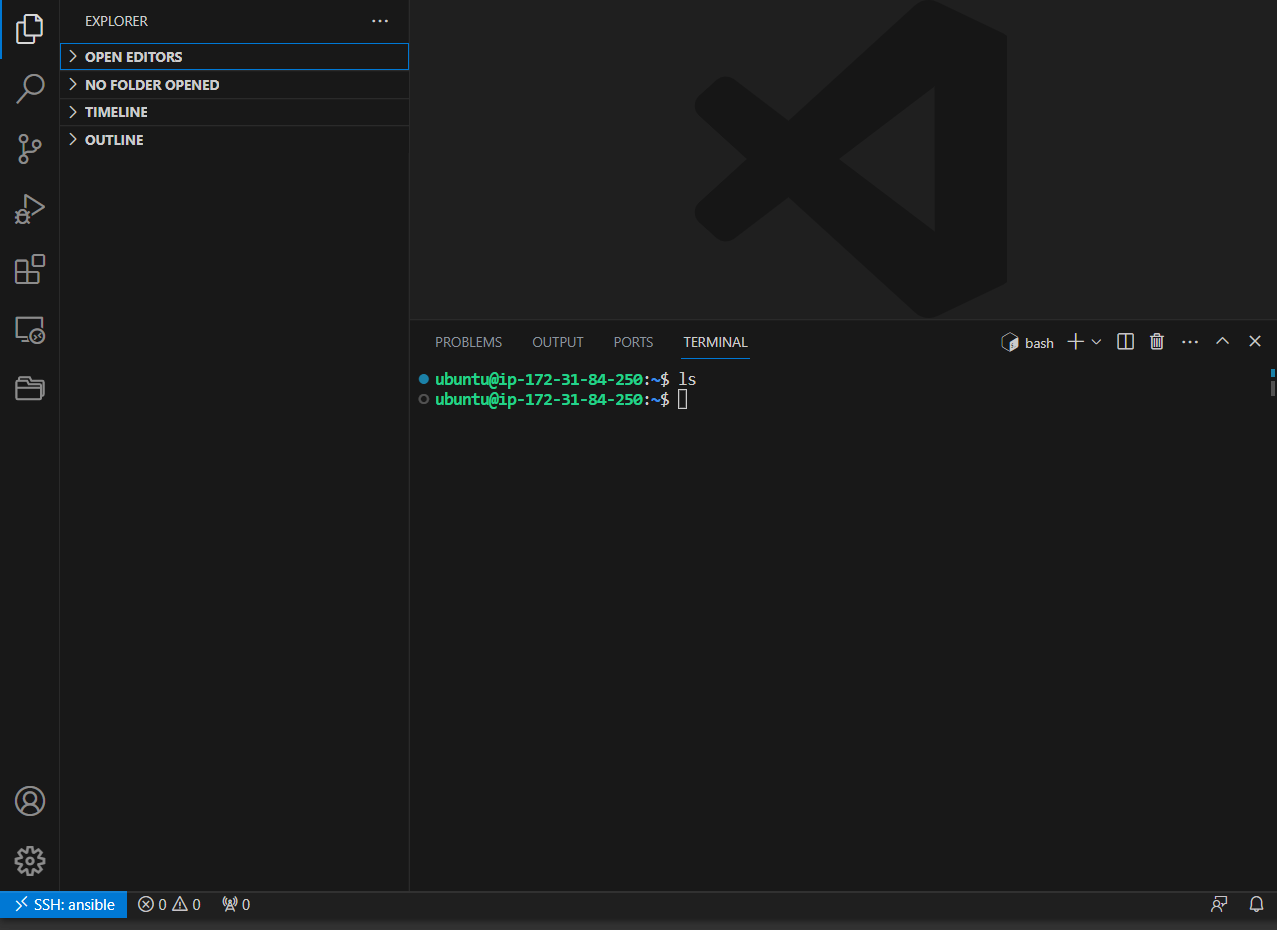 EXPLORER
OPEN EDITORS
NO FOLDER OPENED
TIMELINE
OUTLINE
PROBLEMS OUTPUT PORTS TERMINAL bash
ubuntu@ip-172-31-84-250:~$ ls
ubuntu@ip-172-31-84-250:~$
SSH: ansible 0 0 0